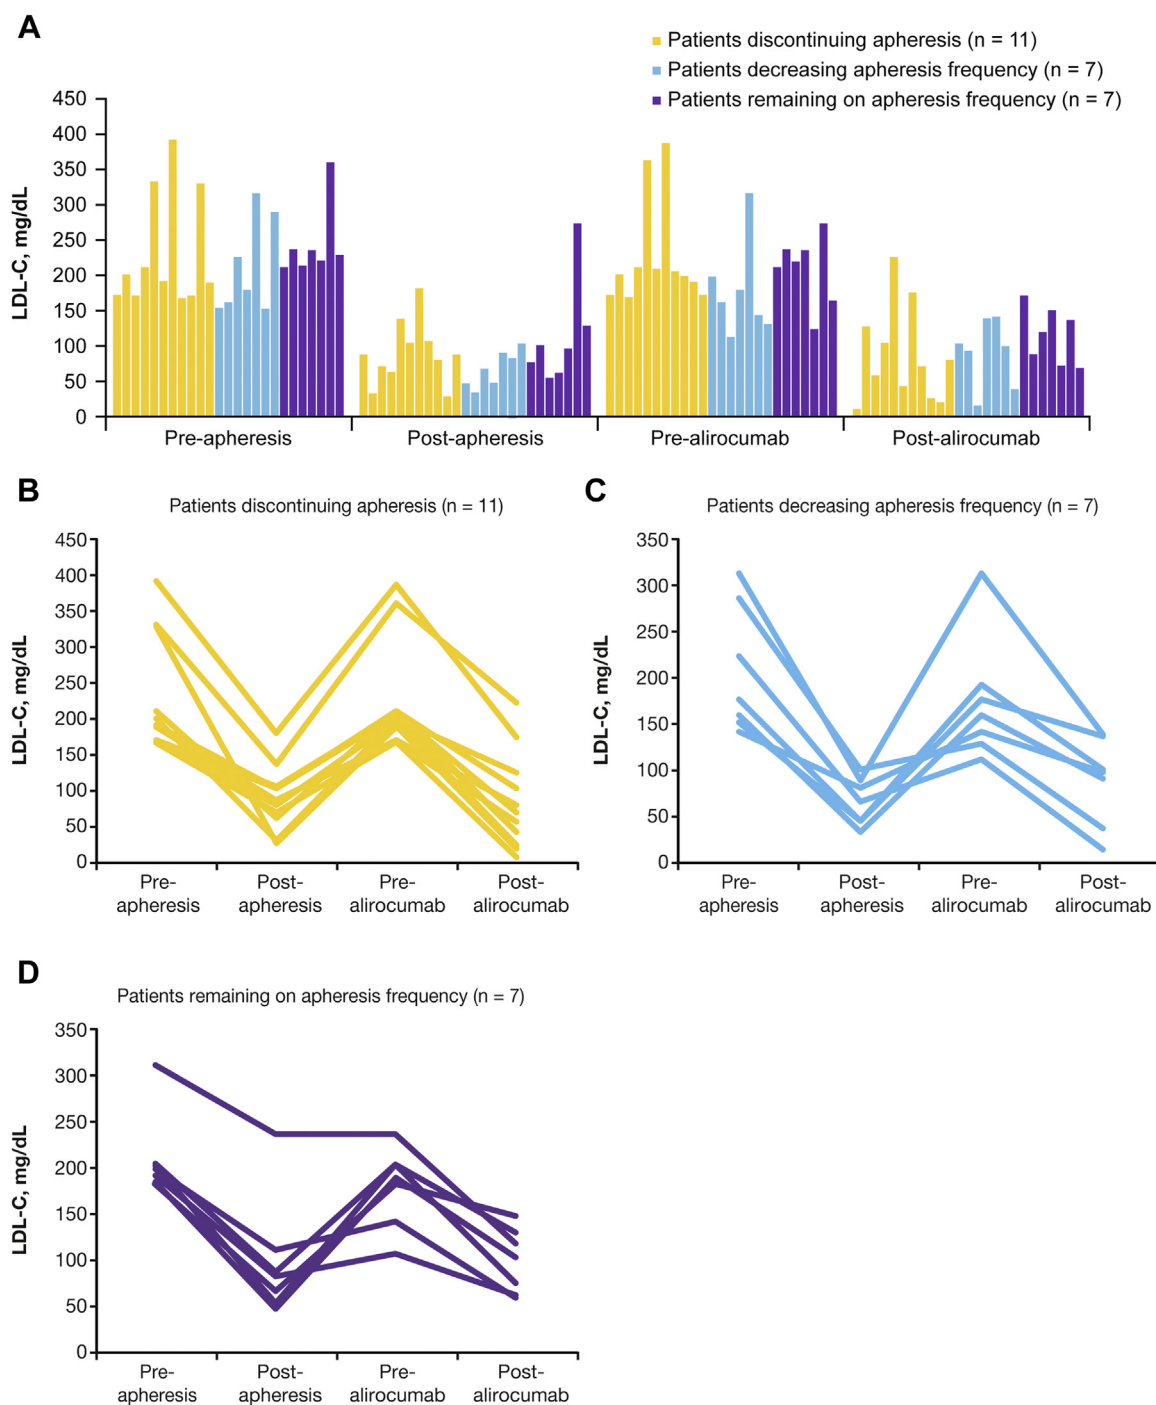 A
Patients discontinuing apheresis (n = 11)
Patients decreasing apheresis frequency (n = 7)
Patients remaining on apheresis frequency (n = 7)
LDL-C, mg/dL
450
400
350
300
250
200
150
100
50
0
Pre-apheresis Post-apheresis Pre-alirocumab Post-alirocumab
B
Patients discontinuing apheresis (n = 11)
LDL-C, mg/dL
450
400
350
300
250
200
150
100
50
0
Pre- Post- Pre- Post-
apheresis apheresis alirocumab alirocumab
C
Patients decreasing apheresis frequency (n = 7)
LDL-C, mg/dL
350
300
250
200
150
100
50
0
Pre- Post- Pre- Post-
apheresis apheresis alirocumab alirocumab
D
Patients remaining on apheresis frequency (n = 7)
LDL-C, mg/dL
350
300
250
200
150
100
50
0
Pre- Post- Pre- Post-
apheresis apheresis alirocumab alirocumab